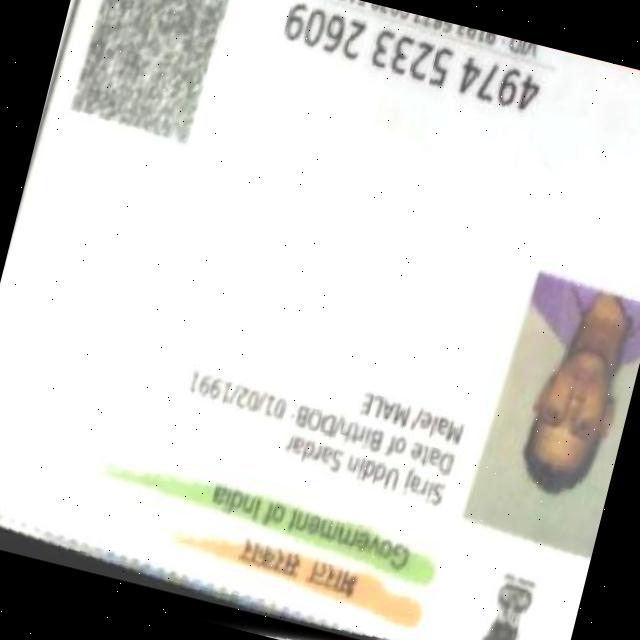 भारत सरकार
Government of India
Siraj Uddin Sardar
Date of Birth/DOB: 01/02/1991
Male/ MALE
4974 5233 2609
VID :